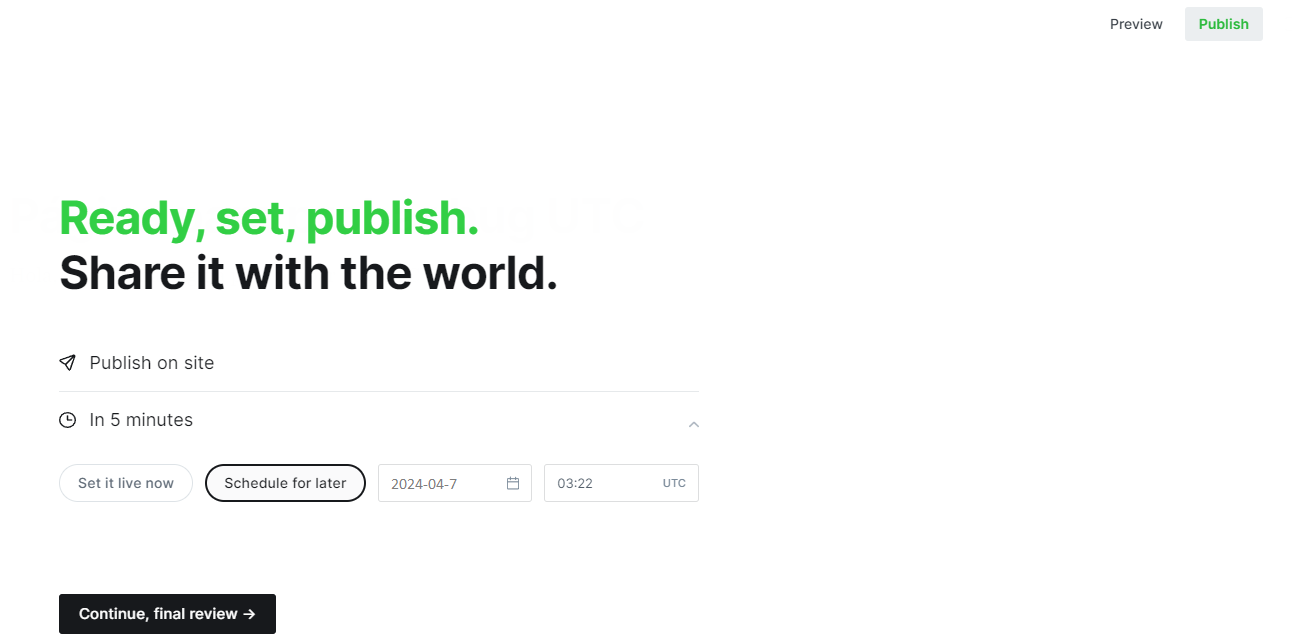 Preview
Publish
Ready, set, publish.
Share it with the world.
Publish on site
In 5 minutes
Set it live now
Schedule for later
2024-04-7
03:22
UTC
Continue, final review →